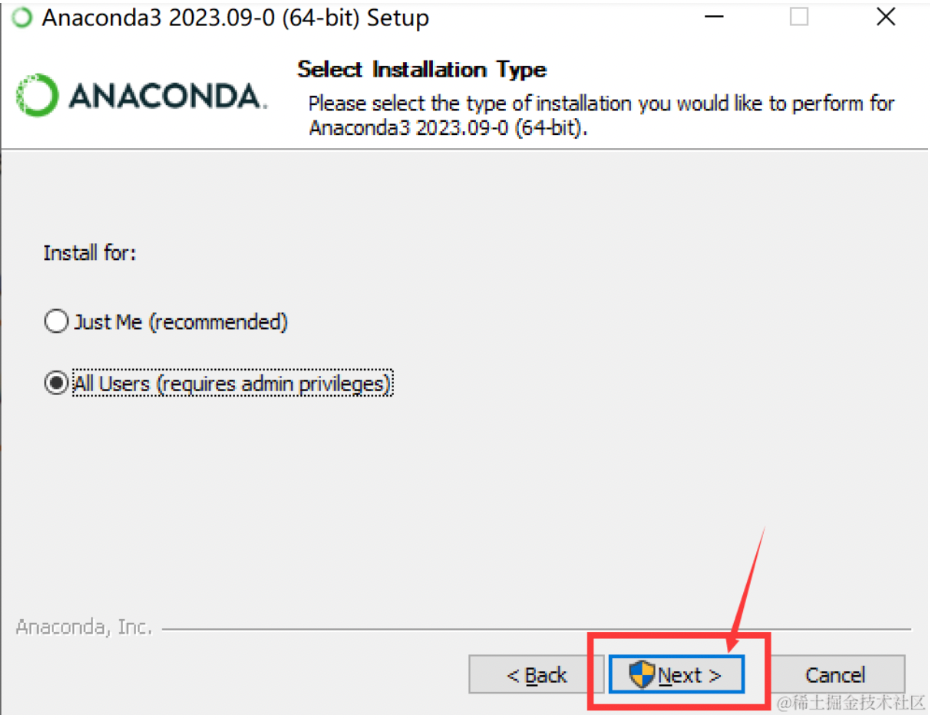 Anaconda3 2023.09-0 (64-bit) Setup
Select Installation Type
ANACONDA.
Please select the type of installation you would like to perform for
Anaconda3 2023.09-0 (64-bit).
Install for:
Just Me (recommended)
All Users (requires admin privileges)
Anaconda, Inc.
< Back
Next >
Cancel
@稀土掘金技术社区